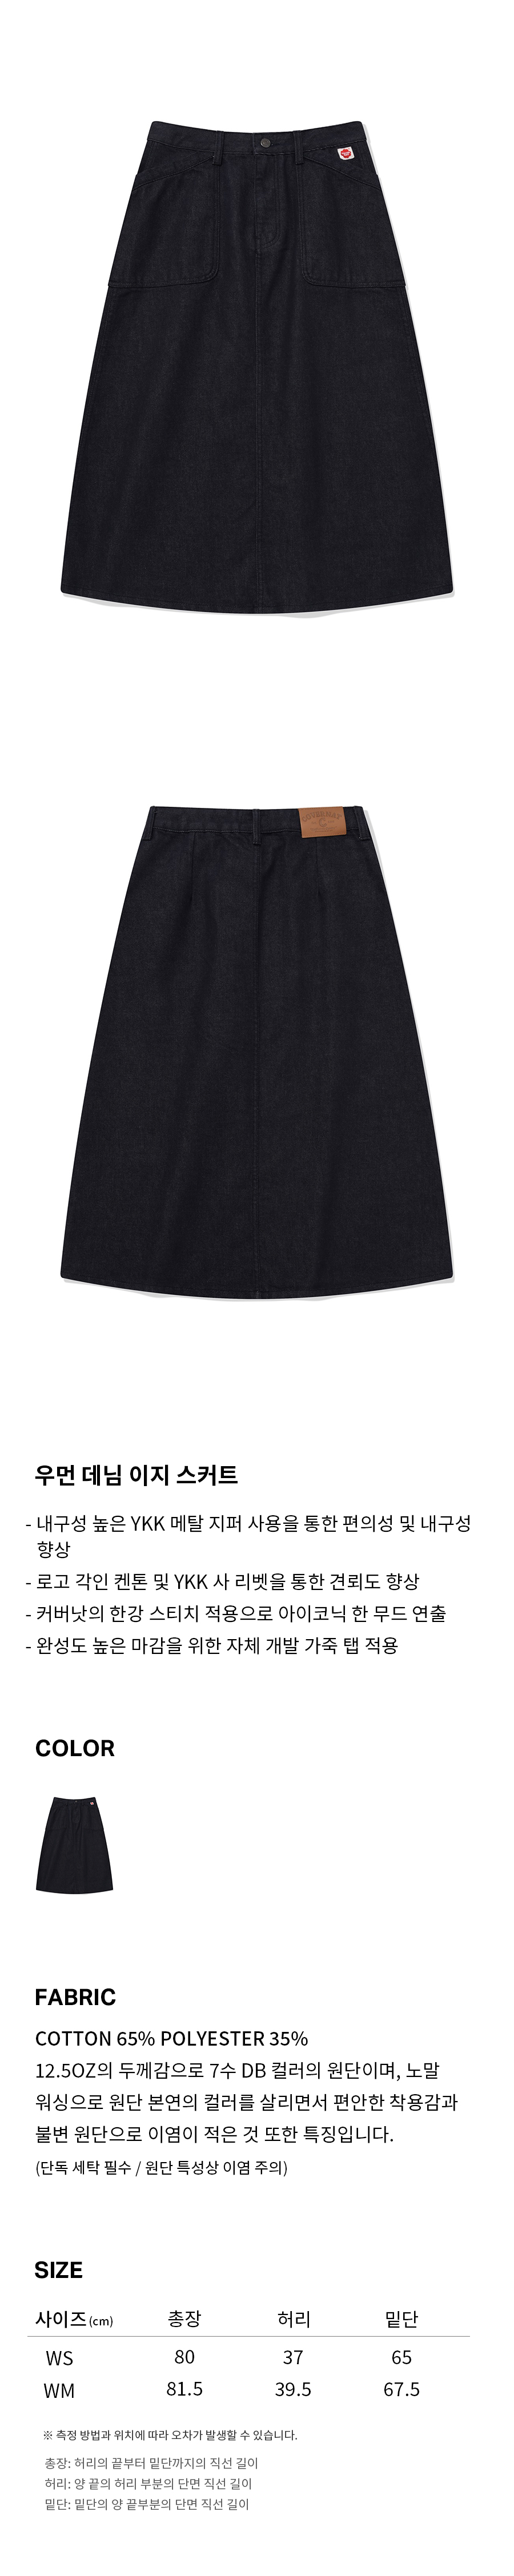 우먼 데님 이지 스커트
- 내구성 높은 YKK 메탈 지퍼 사용을 통한 편의성 및 내구성
향상
- 로고 각인 켄톤 및 YKK 사 리벳을 통한 견뢰도 향상
- 커버낫의 한강 스티치 적용으로 아이코닉 한 무드 연출
- 완성도 높은 마감을 위한 자체 개발 가죽 탭 적용
COLOR
FABRIC
COTTON 65% POLYESTER 35%
12.5OZ의 두께감으로 7수 DB 컬러의 원단이며, 노말
워싱으로 원단 본연의 컬러를 살리면서 편안한 착용감과
불변 원단으로 이염이 적은 것 또한 특징입니다.
(단독 세탁 필수 / 원단 특성상 이염 주의)
SIZE
사이즈(cm) 총장 허리 밑단
WS 80 37 65
WM 81.5 39.5 67.5
※ 측정 방법과 위치에 따라 오차가 발생할 수 있습니다.
총장: 허리의 끝부터 밑단까지의 직선 길이
허리: 양 끝의 허리 부분의 단면 직선 길이
밑단: 밑단의 양 끝부분의 단면 직선 길이